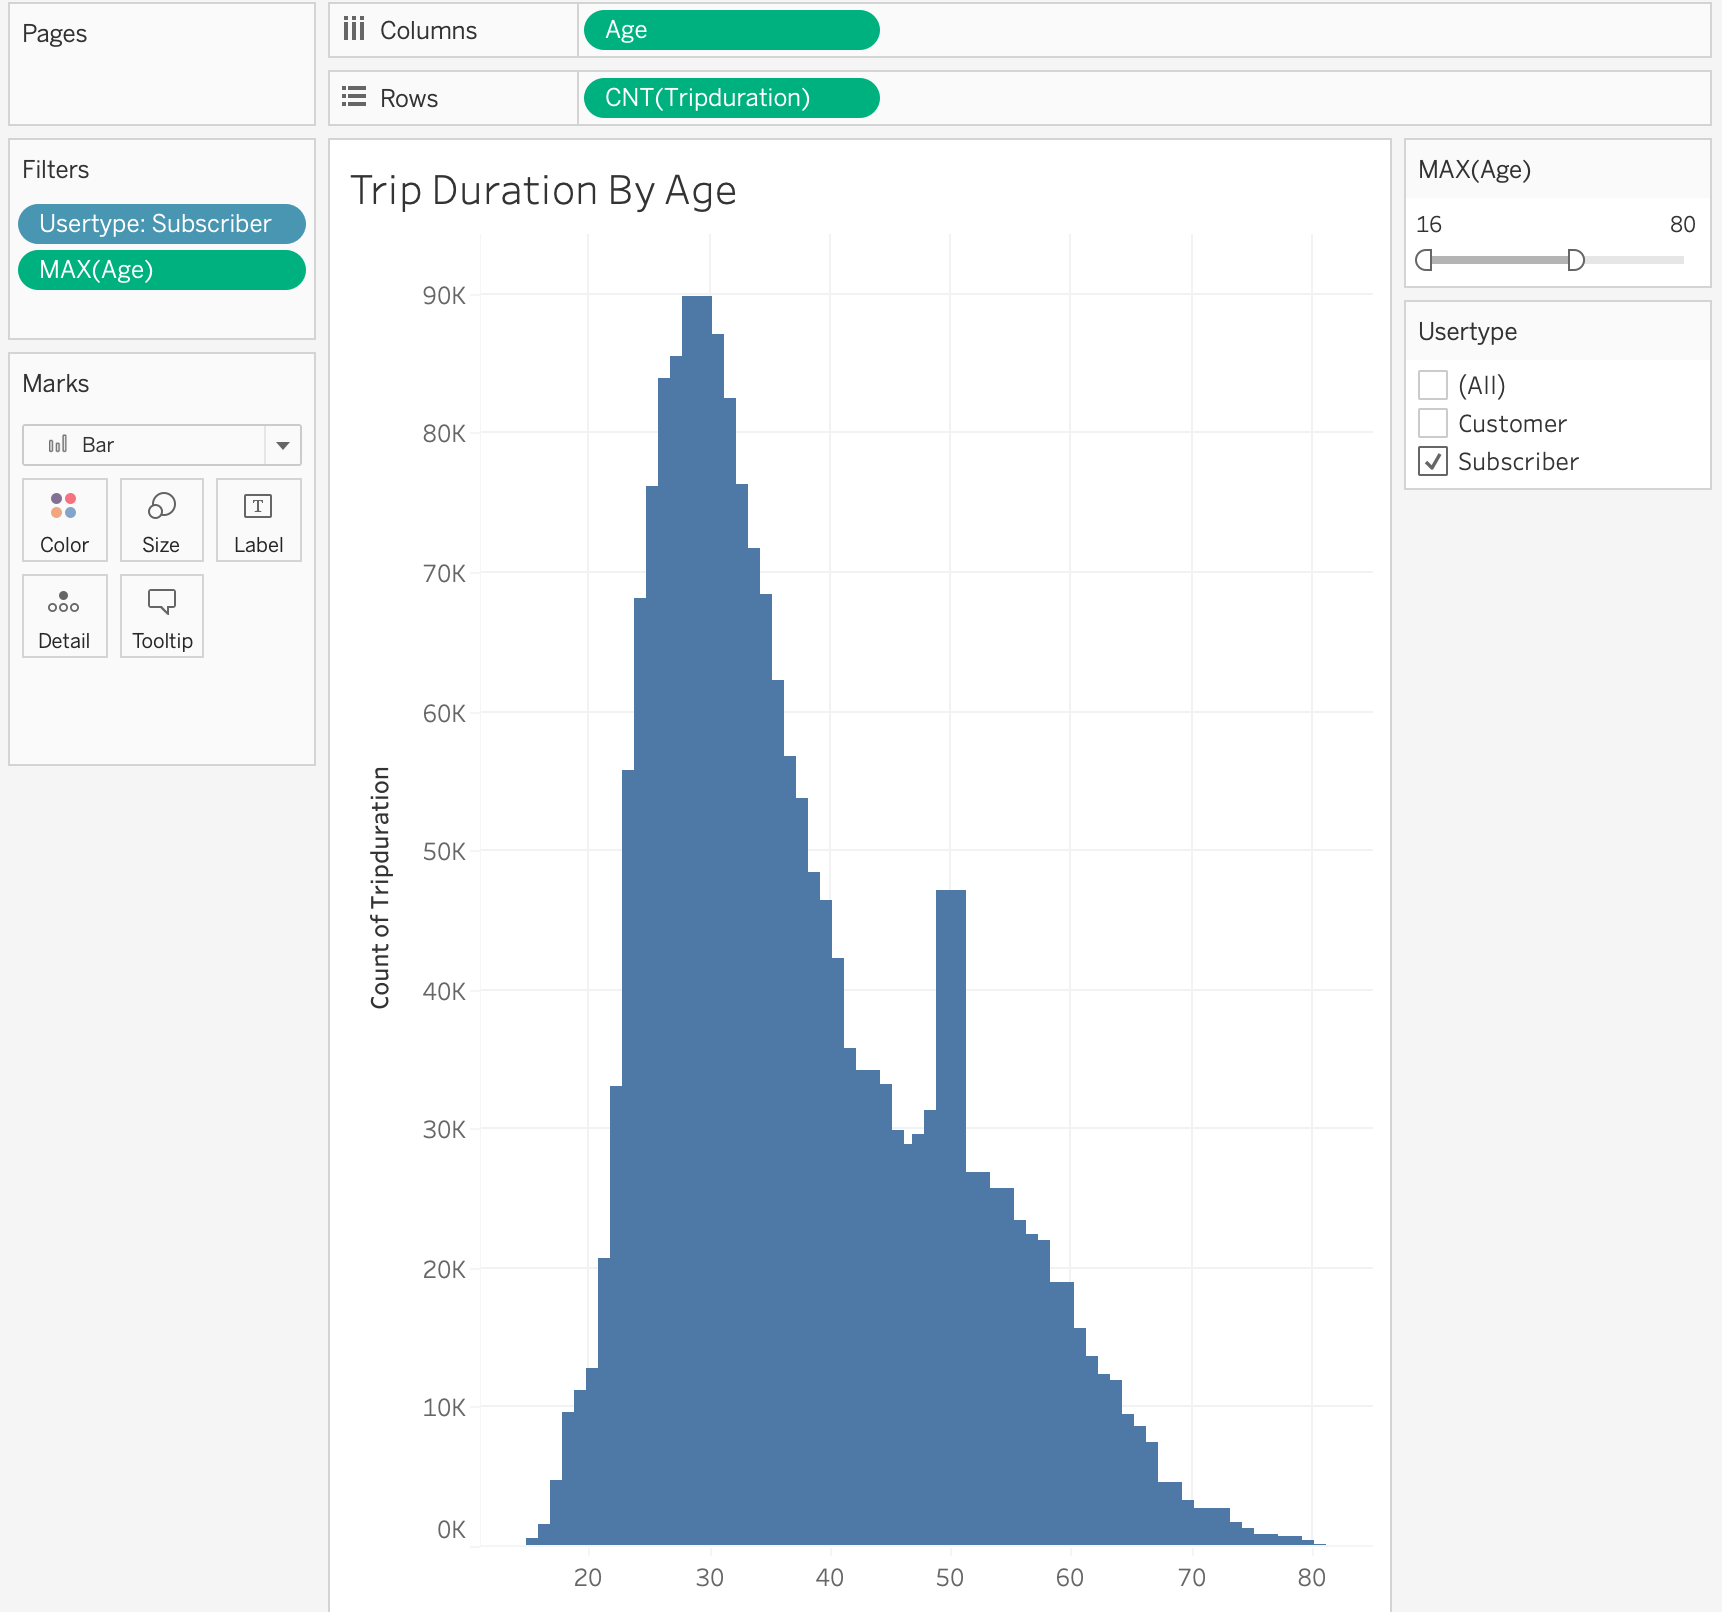 Pages
Columns
Age
Rows
CNT(Tripduration)
Filters
Usertype: Subscriber
MAX(Age)
Marks
Bar
Color
Size
T
Label
Detail
Tooltip
Trip Duration By Age
Count of Tripduration
90K
80K
70K
60K
50K
40K
30K
20K
10K
0K
20 30 40 50 60 70 80
MAX(Age)
16 80
Usertype
(All)
Customer
Subscriber